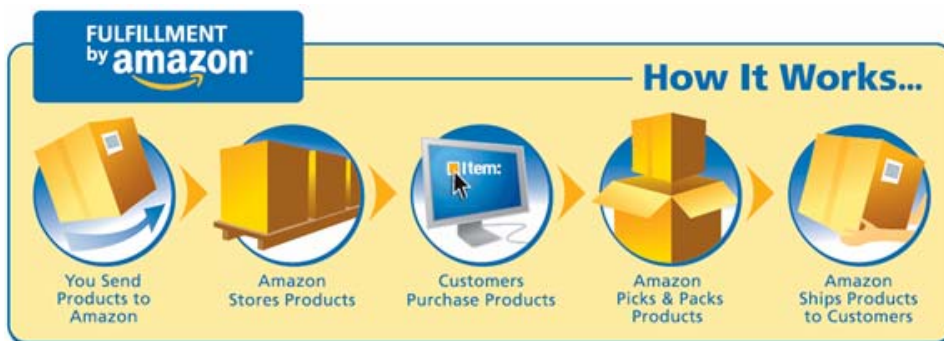 FULFILLMENT
by amazon
How It Works...
Item:
You Send
Products to
Amazon
Amazon
Stores Products
Customers
Purchase Products
Amazon
Picks & Packs
Products
Amazon
Ships Products
to Customers